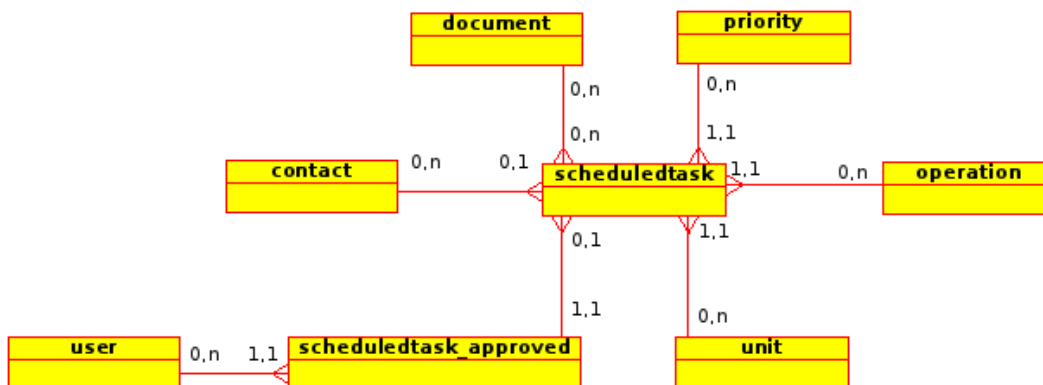 document
priority
0,n
0,n
0,n
1,1
contact
0,n
0,1
scheduledtask
1,1
0,n
operation
0,1
1,1
1,1
0,n
user
0,n
1,1
scheduledtask_approved
unit